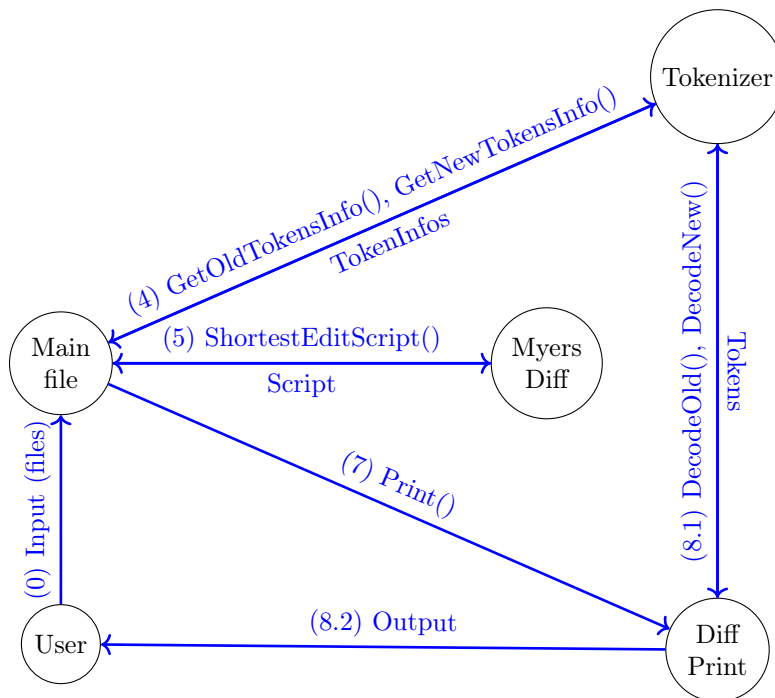 Tokenizer
(4) GetOldTokensInfo(), GetNewTokensInfo()
TokenInfos
Main
file
(5) ShortestEditScript()
Script
Myers
Diff
(8.1) DecodeOld(), DecodeNew()
Tokens
(7) Print()
(0) Input (files)
User
(8.2) Output
Diff
Print